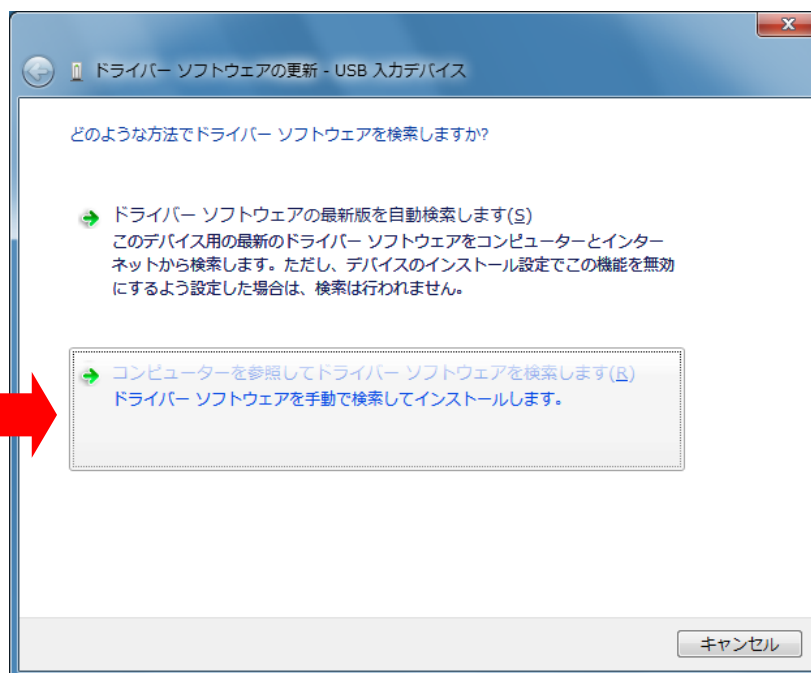 ドライバー ソフトウェアの更新 - USB 入力デバイス
どのような方法でドライバー ソフトウェアを検索しますか?
ドライバー ソフトウェアの最新版を自動検索します(S)
このデバイス用の最新のドライバー ソフトウェアをコンピューターとインター
ネットから検索します。ただし、デバイスのインストール設定でこの機能を無効
にするよう設定した場合は、検索は行われません。
コンピューターを参照してドライバー ソフトウェアを検索します(R)
ドライバー ソフトウェアを手動で検索してインストールします。
キャンセル